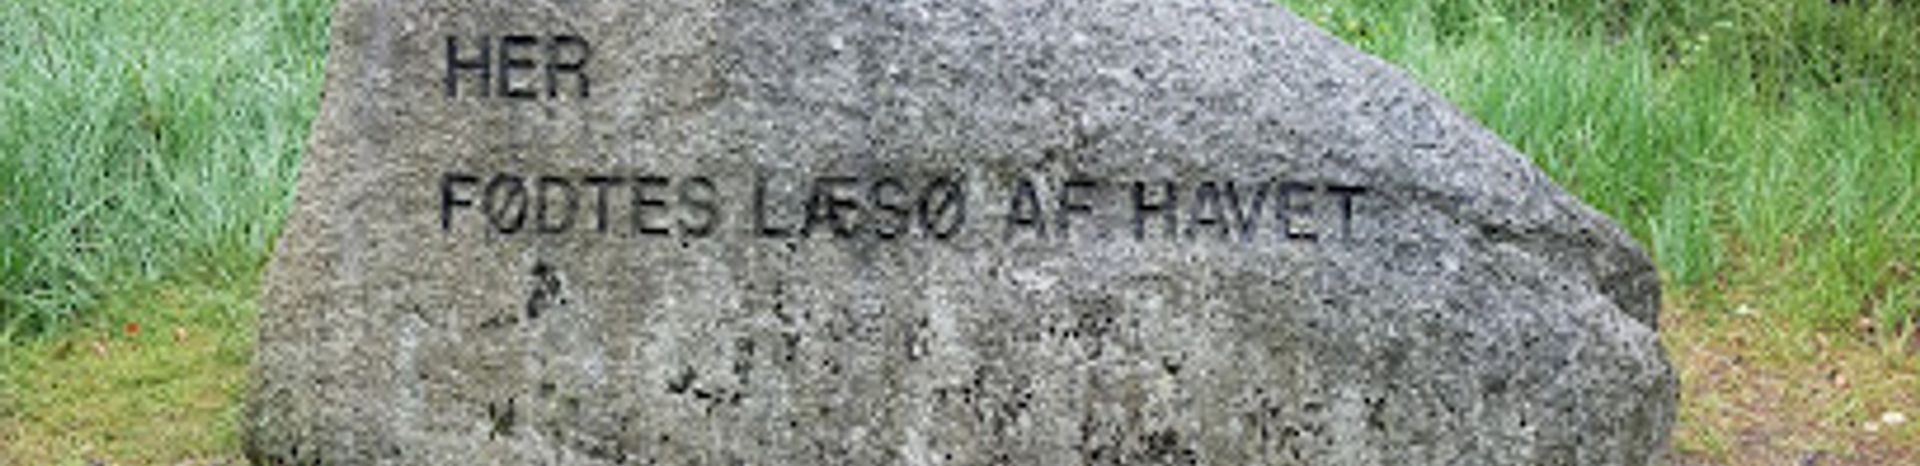 HER
FØDTES LÆSØ AF HAVET